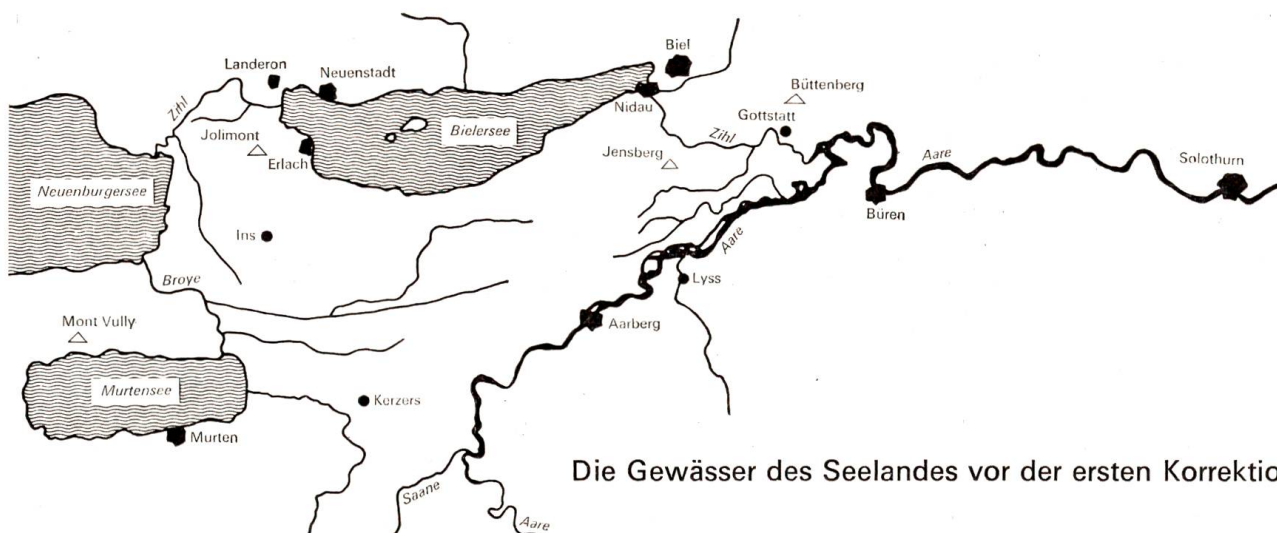 Biel
Landeron
Neuenstadt
Büttenberg
Nidau
Zihl
Gottstatt
Bielersee
Zihl
Jolimont
Jensberg
Aare
Solothurn
Erlach
Neuenburgersee
Büren
Ins
Aare
Broye
Lyss
Mont Vully
Aarberg
Murtensee
Kerzers
Murten
Die Gewässer des Seelandes vor der ersten Korrektio
Saane
Aare